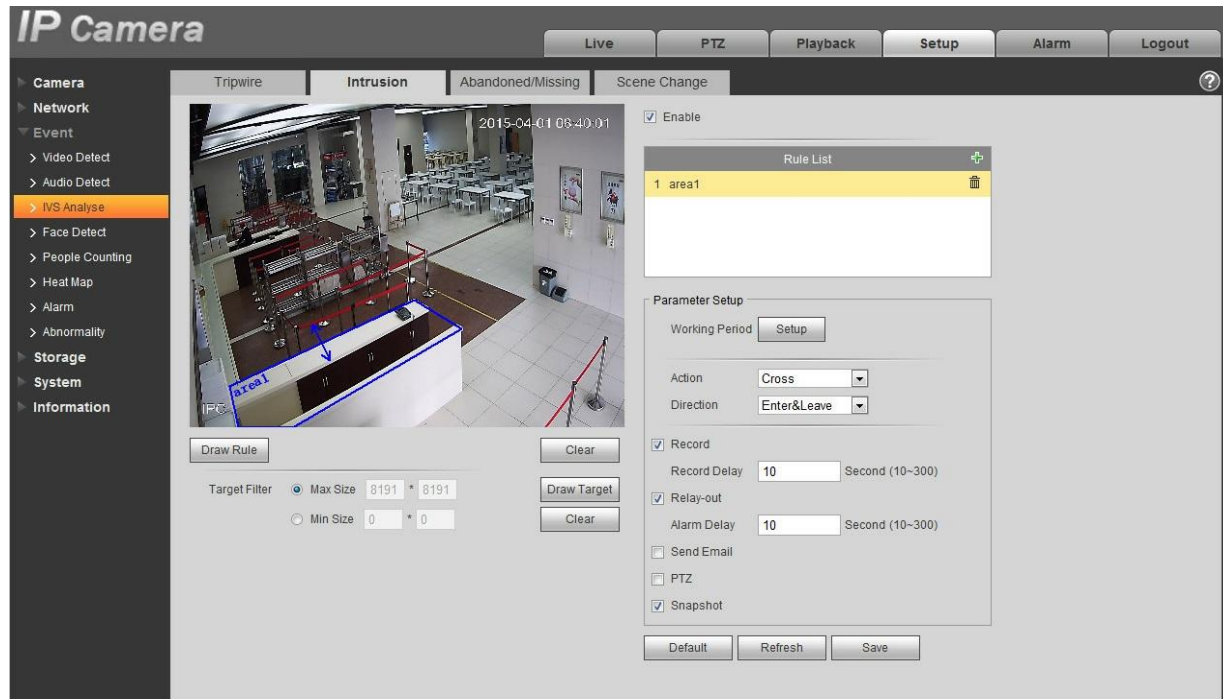 IP Camera
Live PTZ Playback Setup Alarm Logout
Camera
Network
Event
Video Detect
Audio Detect
IVS Analyse
Face Detect
People Counting
Heat Map
Alarm
Abnormality
Storage
System
Information
Tripwire Intrusion Abandoned/Missing Scene Change ?
2015-04-01 06:40:01
area1
IPC
Draw Rule Clear
Target Filter Max Size 8191 * 8191 Draw Target
Min Size 0 * 0 Clear
Enable
Rule List
1 area1
Parameter Setup
Working Period Setup
Action Cross
Direction Enter&Leave
Record
Record Delay 10 Second (10~300)
Relay-out
Alarm Delay 10 Second (10~300)
Send Email
PTZ
Snapshot
Default Refresh Save